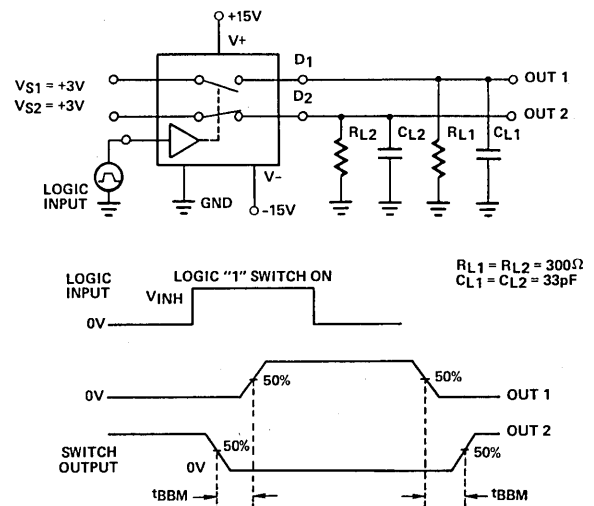 +15V
V+
VS1 = +3V
VS2 = +3V
D1
D2
OUT 1
OUT 2
RL2
CL2
RL1
CL1
LOGIC
INPUT
GND
V−
-15V
RL1 = RL2 = 300Ω
CL1 = CL2 = 33pF
LOGIC
INPUT
LOGIC "1" SWITCH ON
VINH
0V
50%
50%
0V
OUT 1
OUT 2
SWITCH
OUTPUT
50%
50%
0V
tBBM
tBBM